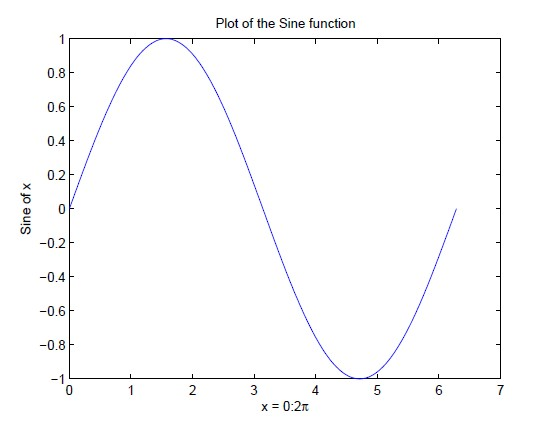 Plot of the Sine function
1
0.8
0.6
0.4
0.2
0
−0.2
−0.4
−0.6
−0.8
−1
Sine of x
0 1 2 3 4 5 6 7
x = 0:2π